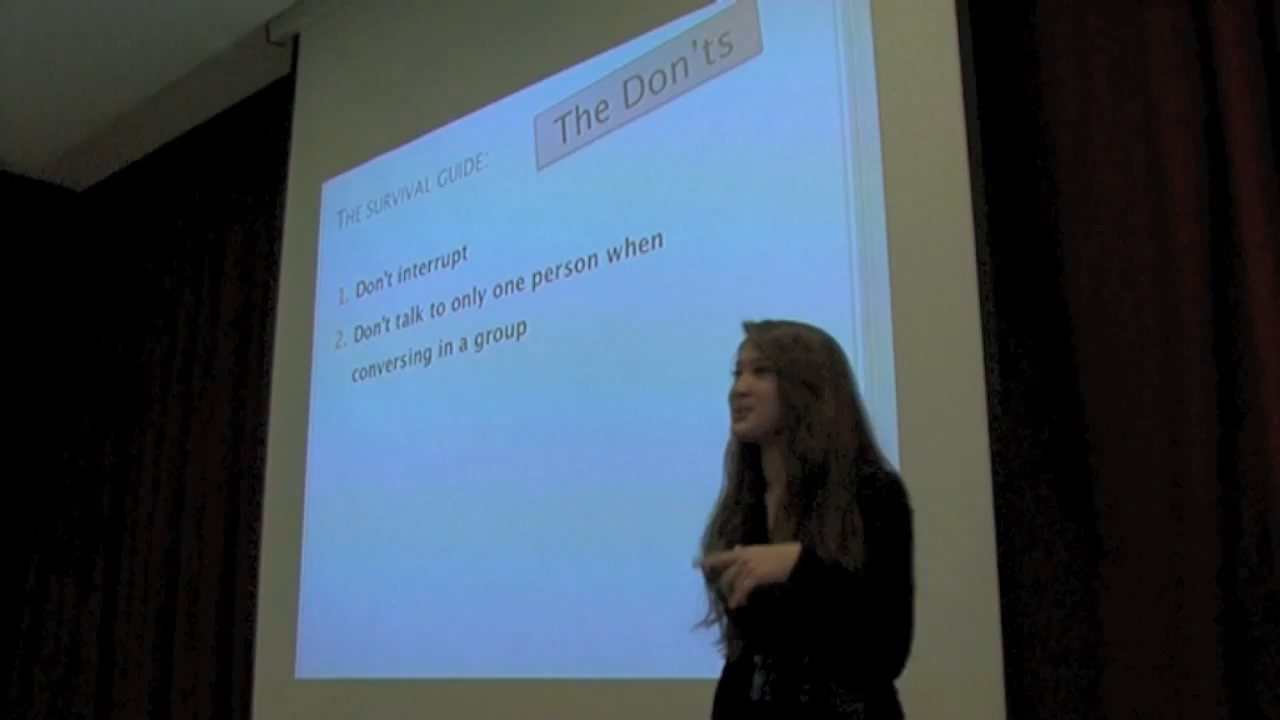 The Don'ts
THE SURVIVAL GUIDE:
1. Don't interrupt
2. Don't talk to only one person when
conversing in a group